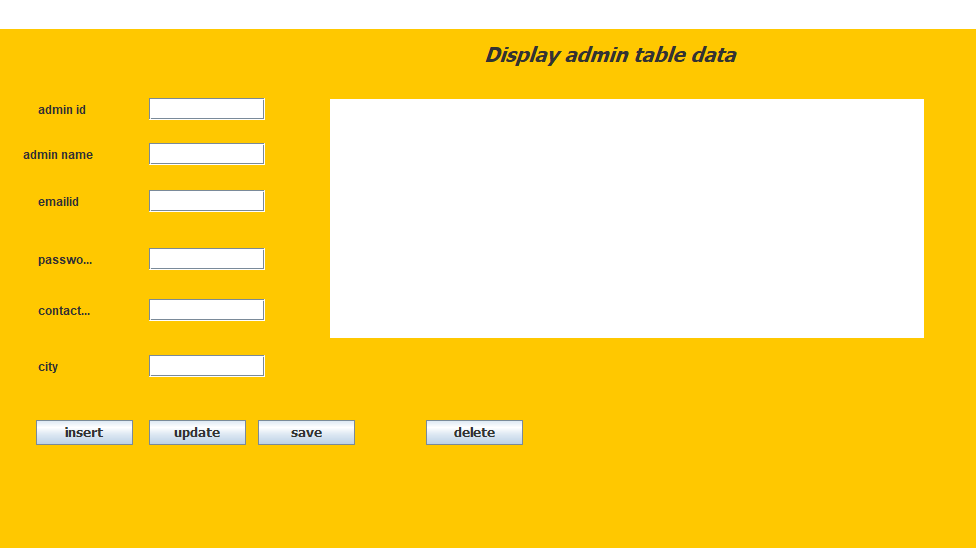 Display admin table data
admin id
admin name
emailid
passwo...
contact...
city
insert update save delete